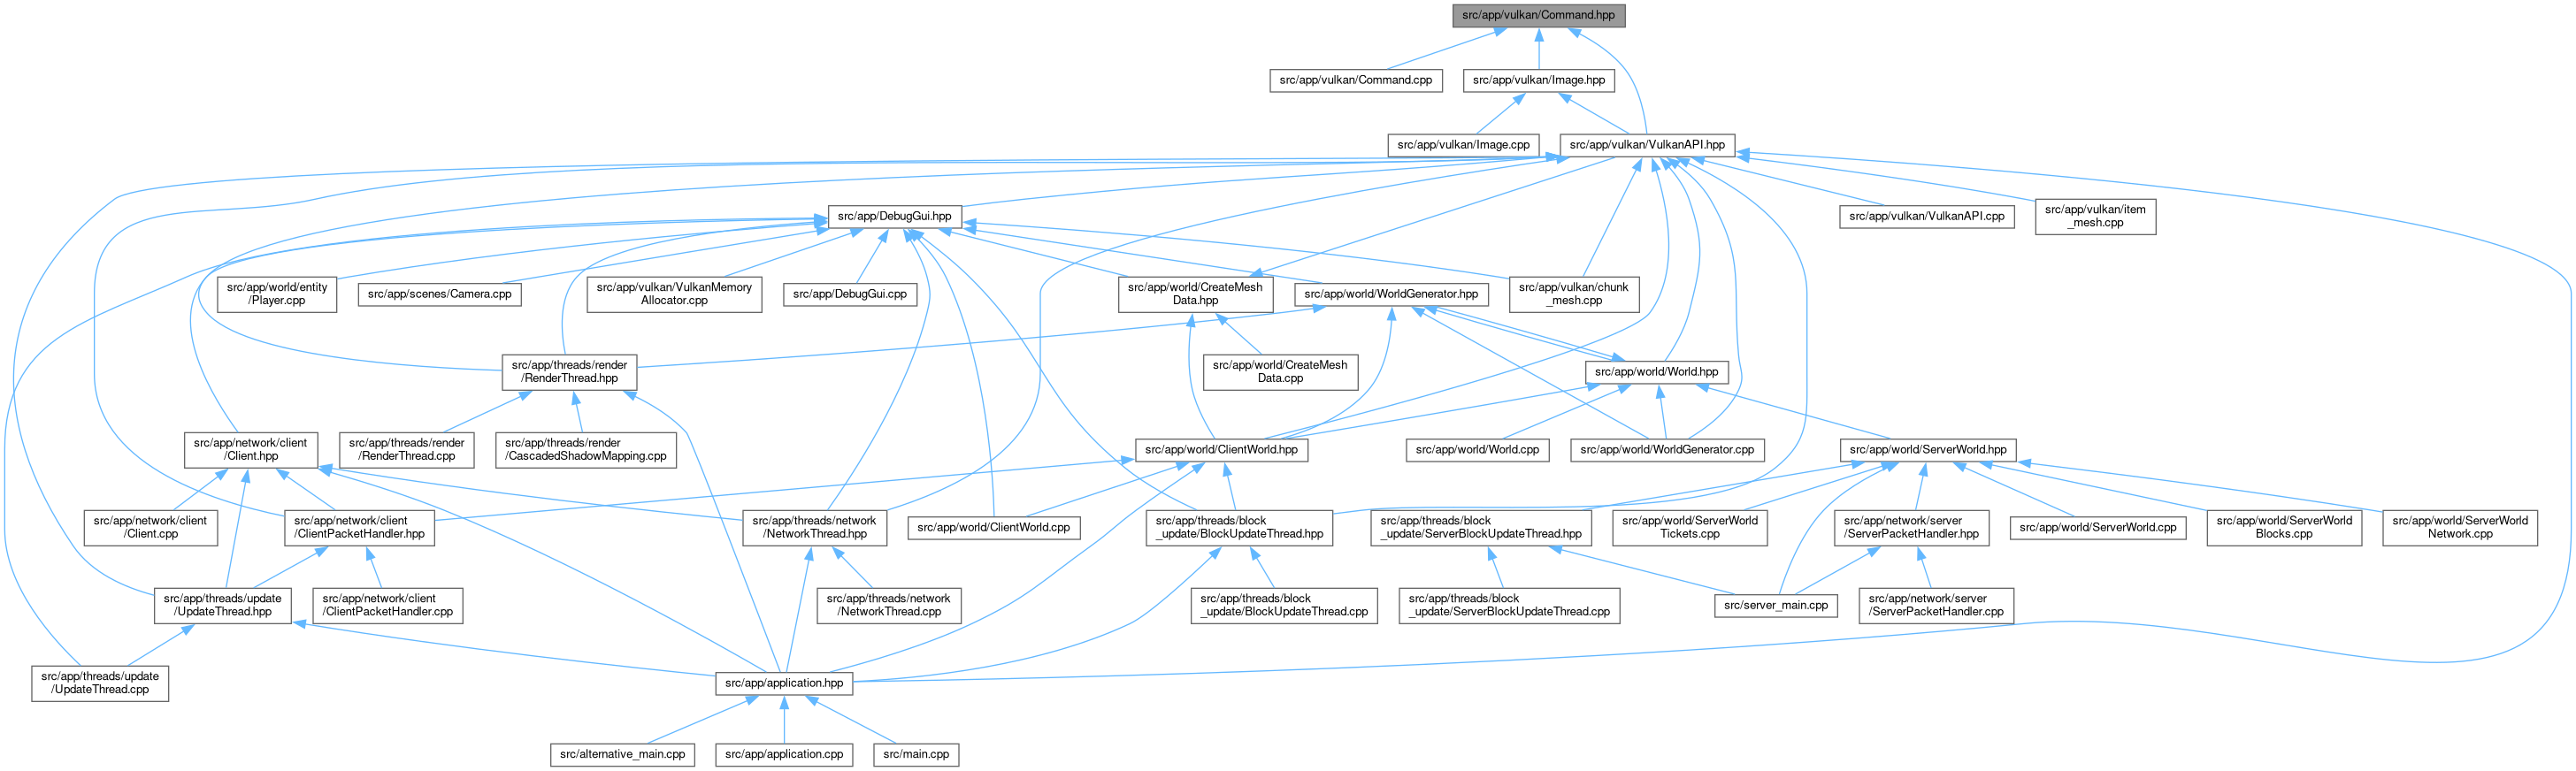 src/app/vulkan/Command.hpp
src/app/vulkan/Command.cpp
src/app/vulkan/Image.hpp
src/app/vulkan/Image.cpp
src/app/vulkan/VulkanAPI.hpp
src/app/DebugGui.hpp
src/app/vulkan/VulkanAPI.cpp
src/app/vulkan/item
_mesh.cpp
src/app/world/entity
/Player.cpp
src/app/scenes/Camera.cpp
src/app/vulkan/VulkanMemory
Allocator.cpp
src/app/DebugGui.cpp
src/app/world/CreateMesh
Data.hpp
src/app/world/WorldGenerator.hpp
src/app/vulkan/chunk
_mesh.cpp
src/app/threads/render
/RenderThread.hpp
src/app/world/CreateMesh
Data.cpp
src/app/world/World.hpp
src/app/network/client
/Client.hpp
src/app/threads/render
/RenderThread.cpp
src/app/threads/render
/CascadedShadowMapping.cpp
src/app/world/ClientWorld.hpp
src/app/world/World.cpp
src/app/world/WorldGenerator.cpp
src/app/world/ServerWorld.hpp
src/app/network/client
/Client.cpp
src/app/network/client
/ClientPacketHandler.hpp
src/app/threads/network
/NetworkThread.hpp
src/app/world/ClientWorld.cpp
src/app/threads/block
_update/BlockUpdateThread.hpp
src/app/threads/block
_update/ServerBlockUpdateThread.hpp
src/app/world/ServerWorld
Tickets.cpp
src/app/network/server
/ServerPacketHandler.hpp
src/app/world/ServerWorld.cpp
src/app/world/ServerWorld
Blocks.cpp
src/app/world/ServerWorld
Network.cpp
src/app/threads/update
/UpdateThread.hpp
src/app/network/client
/ClientPacketHandler.cpp
src/app/threads/network
/NetworkThread.cpp
src/app/threads/block
_update/BlockUpdateThread.cpp
src/app/threads/block
_update/ServerBlockUpdateThread.cpp
src/server_main.cpp
src/app/network/server
/ServerPacketHandler.cpp
src/app/threads/update
/UpdateThread.cpp
src/app/application.hpp
src/alternative_main.cpp
src/app/application.cpp
src/main.cpp